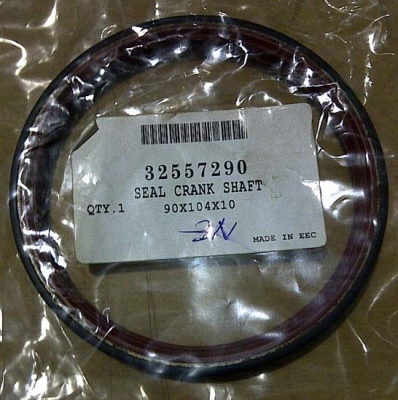 32557290
SEAL CRANK SHAFT
QTY.1 90X104X10
MADE IN EEC